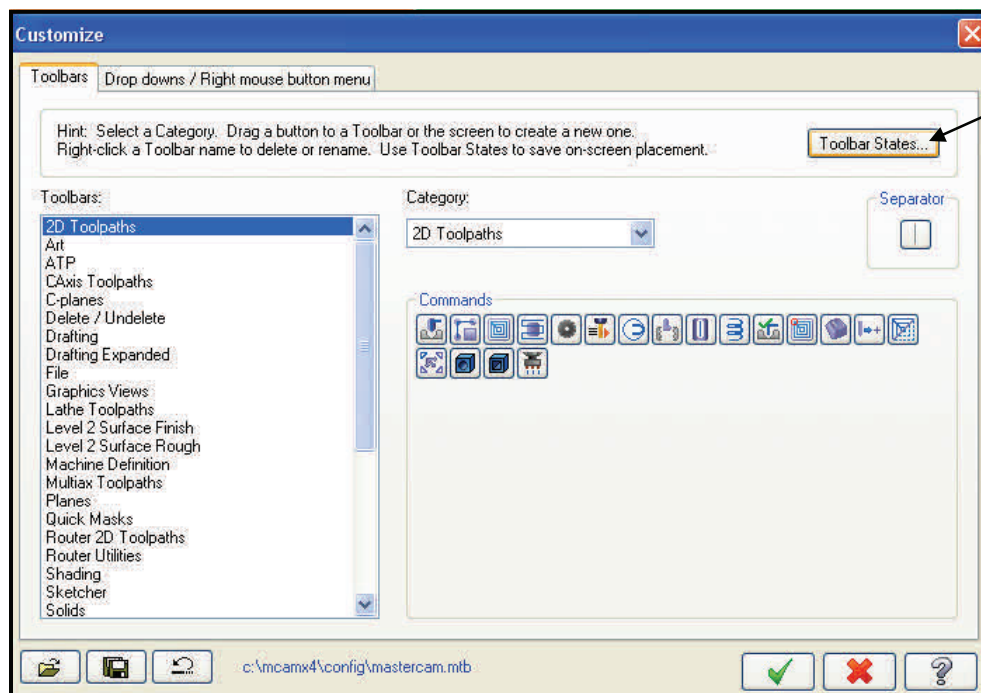 Customize
Toolbars
Drop downs / Right mouse button menu
Hint: Select a Category. Drag a button to a Toolbar or the screen to create a new one.
Right-click a Toolbar name to delete or rename. Use Toolbar States to save on-screen placement.
Toolbar States...
Toolbars:
2D Toolpaths
Art
ATP
CAxis Toolpaths
C-planes
Delete / Undelete
Drafting
Drafting Expanded
File
Graphics Views
Lathe Toolpaths
Level 2 Surface Finish
Level 2 Surface Rough
Machine Definition
Multiax Toolpaths
Planes
Quick Masks
Router 2D Toolpaths
Router Utilities
Shading
Sketcher
Solids
Category:
2D Toolpaths
Separator
Commands
c:\mcamx4\config\mastercam.mtb